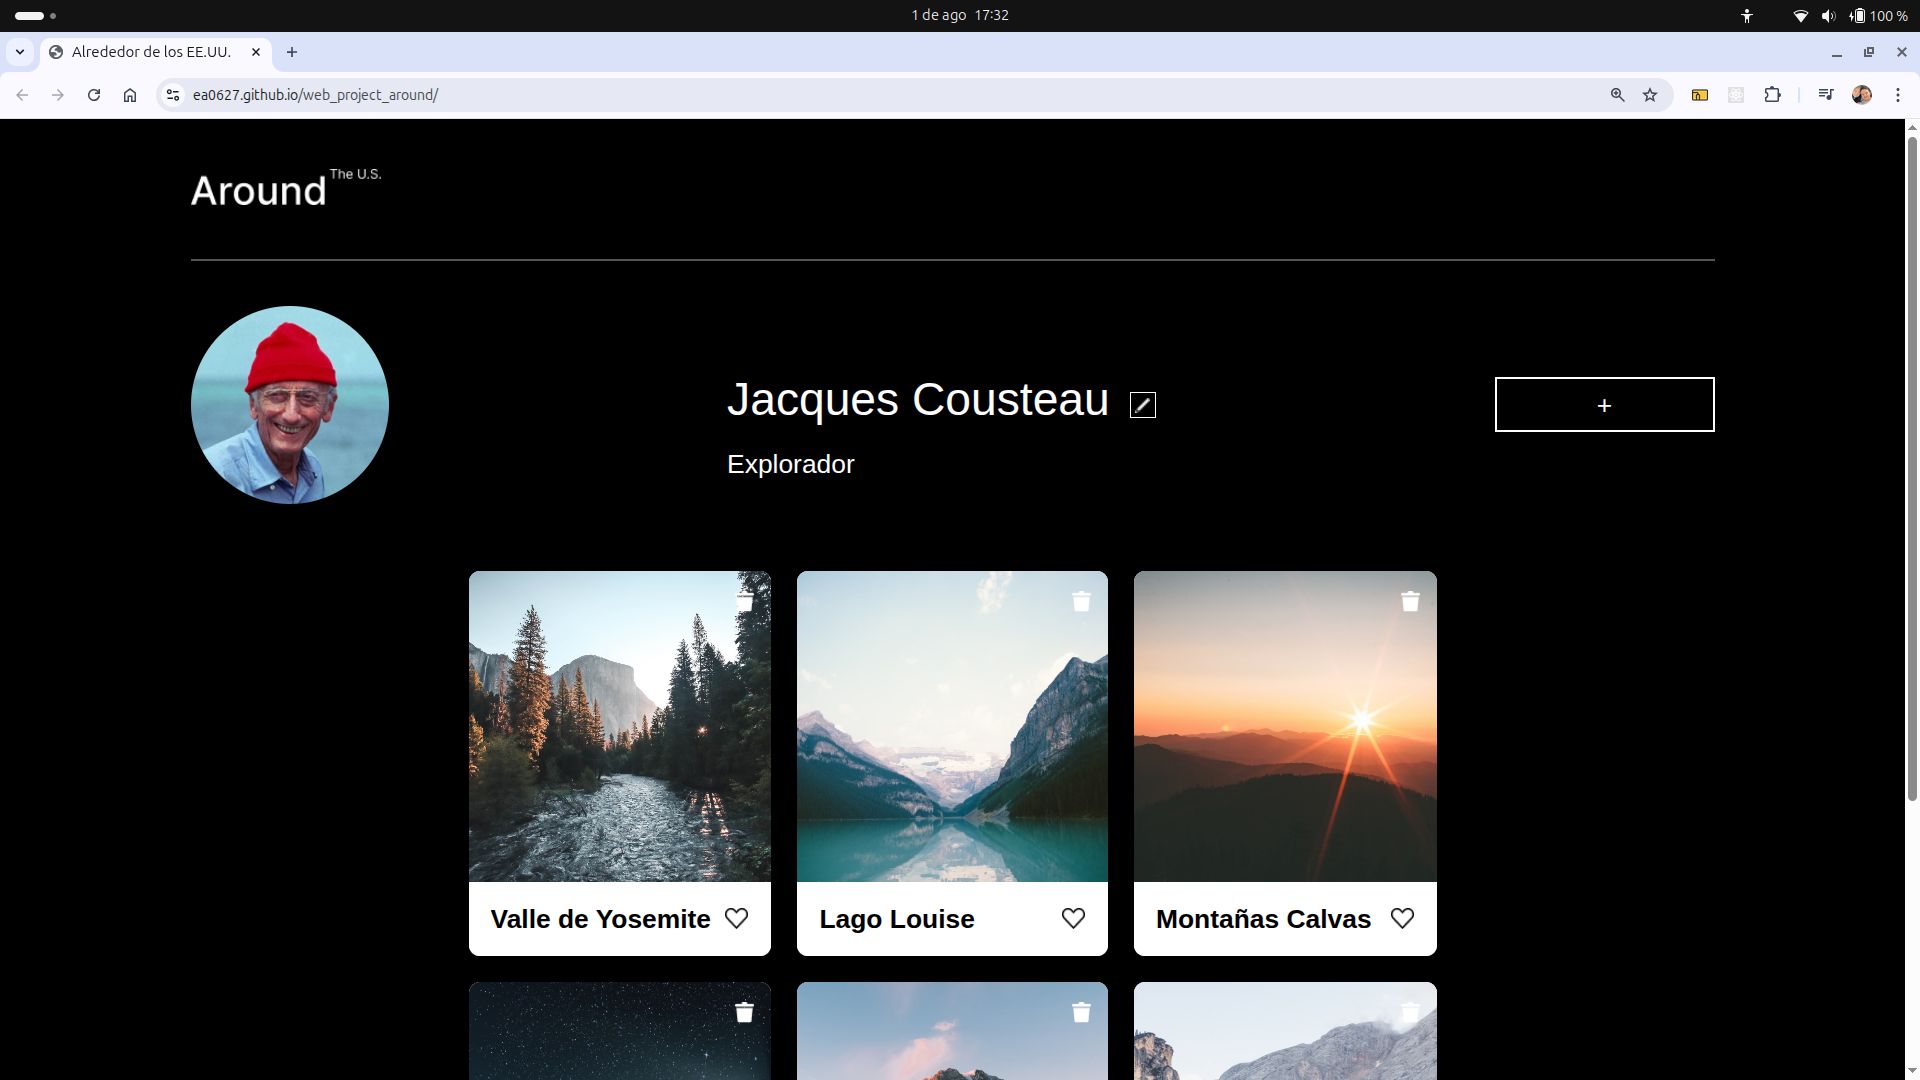 1 de ago 17:32
100 %
Alrededor de los EE.UU.
ea0627.github.io/web_project_around/
Around The U.S.
Jacques Cousteau
+
Explorador
Valle de Yosemite
Lago Louise
Montañas Calvas